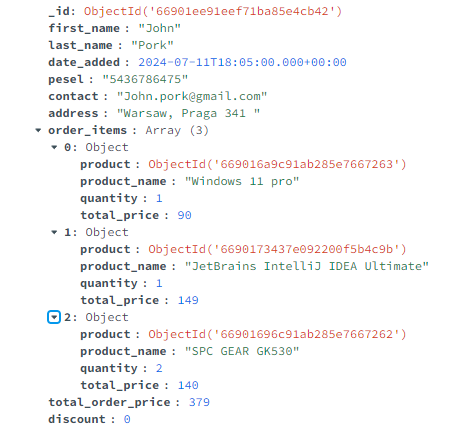 _id: ObjectId('66901ee91eef71ba85e4cb42')
first_name : "John"
last_name : "Pork"
date_added : 2024-07-11T18:05:00.000+00:00
pesel : "5436786475"
contact : "John.pork@gmail.com"
address : "Warsaw, Praga 341 "
order_items : Array (3)
0: Object
product : ObjectId('669016a9c91ab285e7667263')
product_name : "Windows 11 pro"
quantity : 1
total_price : 90
1: Object
product : ObjectId('6690173437e092200f5b4c9b')
product_name : "JetBrains IntelliJ IDEA Ultimate"
quantity : 1
total_price : 149
2: Object
product : ObjectId('66901696c91ab285e7667262')
product_name : "SPC GEAR GK530"
quantity : 2
total_price : 140
total_order_price : 379
discount : 0